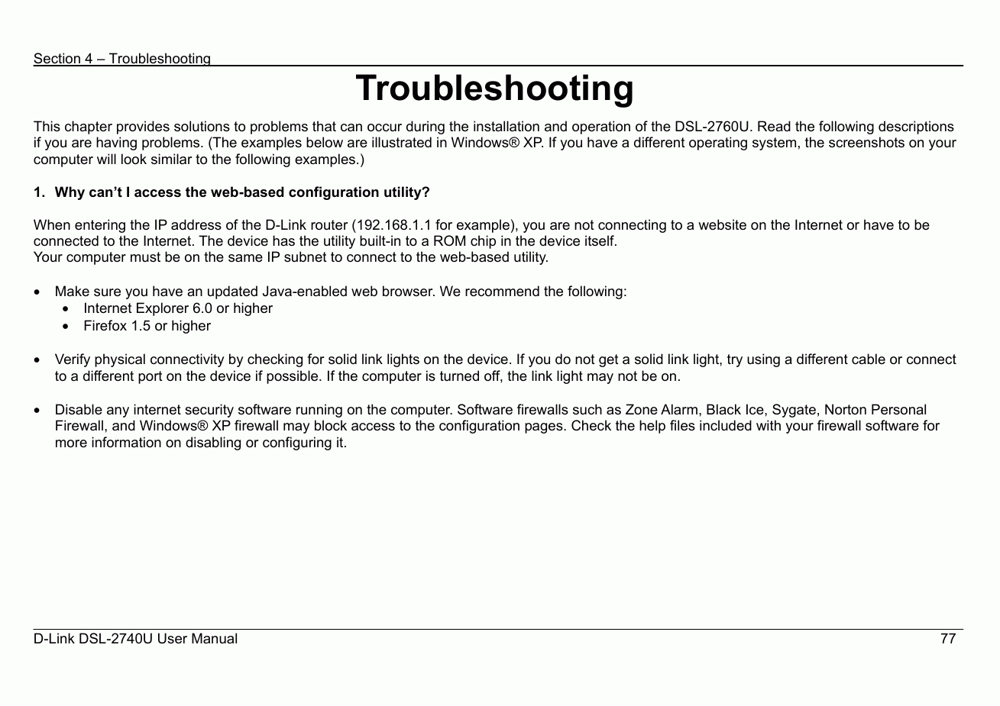 Section 4 – Troubleshooting
Troubleshooting
This chapter provides solutions to problems that can occur during the installation and operation of the DSL-2760U. Read the following descriptions
if you are having problems. (The examples below are illustrated in Windows® XP. If you have a different operating system, the screenshots on your
computer will look similar to the following examples.)
1. Why can’t I access the web-based configuration utility?
When entering the IP address of the D-Link router (192.168.1.1 for example), you are not connecting to a website on the Internet or have to be
connected to the Internet. The device has the utility built-in to a ROM chip in the device itself.
Your computer must be on the same IP subnet to connect to the web-based utility.
• Make sure you have an updated Java-enabled web browser. We recommend the following:
• Internet Explorer 6.0 or higher
• Firefox 1.5 or higher
• Verify physical connectivity by checking for solid link lights on the device. If you do not get a solid link light, try using a different cable or connect
to a different port on the device if possible. If the computer is turned off, the link light may not be on.
• Disable any internet security software running on the computer. Software firewalls such as Zone Alarm, Black Ice, Sygate, Norton Personal
Firewall, and Windows® XP firewall may block access to the configuration pages. Check the help files included with your firewall software for
more information on disabling or configuring it.
D-Link DSL-2740U User Manual 77